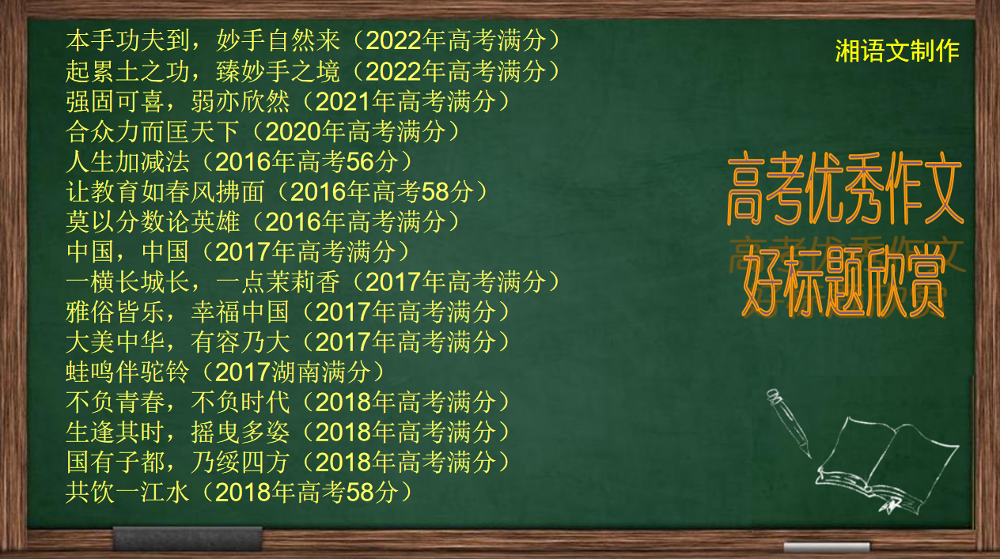 本手功夫到，妙手自然来（2022年高考满分）
起累土之功，臻妙手之境（2022年高考满分）
强固可喜，弱亦欣然（2021年高考满分）
合众力而匡天下（2020年高考满分）
人生加减法（2016年高考56分）
让教育如春风拂面（2016年高考58分）
莫以分数论英雄（2016年高考满分）
中国，中国（2017年高考满分）
一横长城长，一点茉莉香（2017年高考满分）
雅俗皆乐，幸福中国（2017年高考满分）
大美中华，有容乃大（2017年高考满分）
蛙鸣伴驼铃（2017湖南满分）
不负青春，不负时代（2018年高考满分）
生逢其时，摇曳多姿（2018年高考满分）
国有子都，乃绥四方（2018年高考满分）
共饮一江水（2018年高考58分）
湘语文制作
高考优秀作文
好标题欣赏